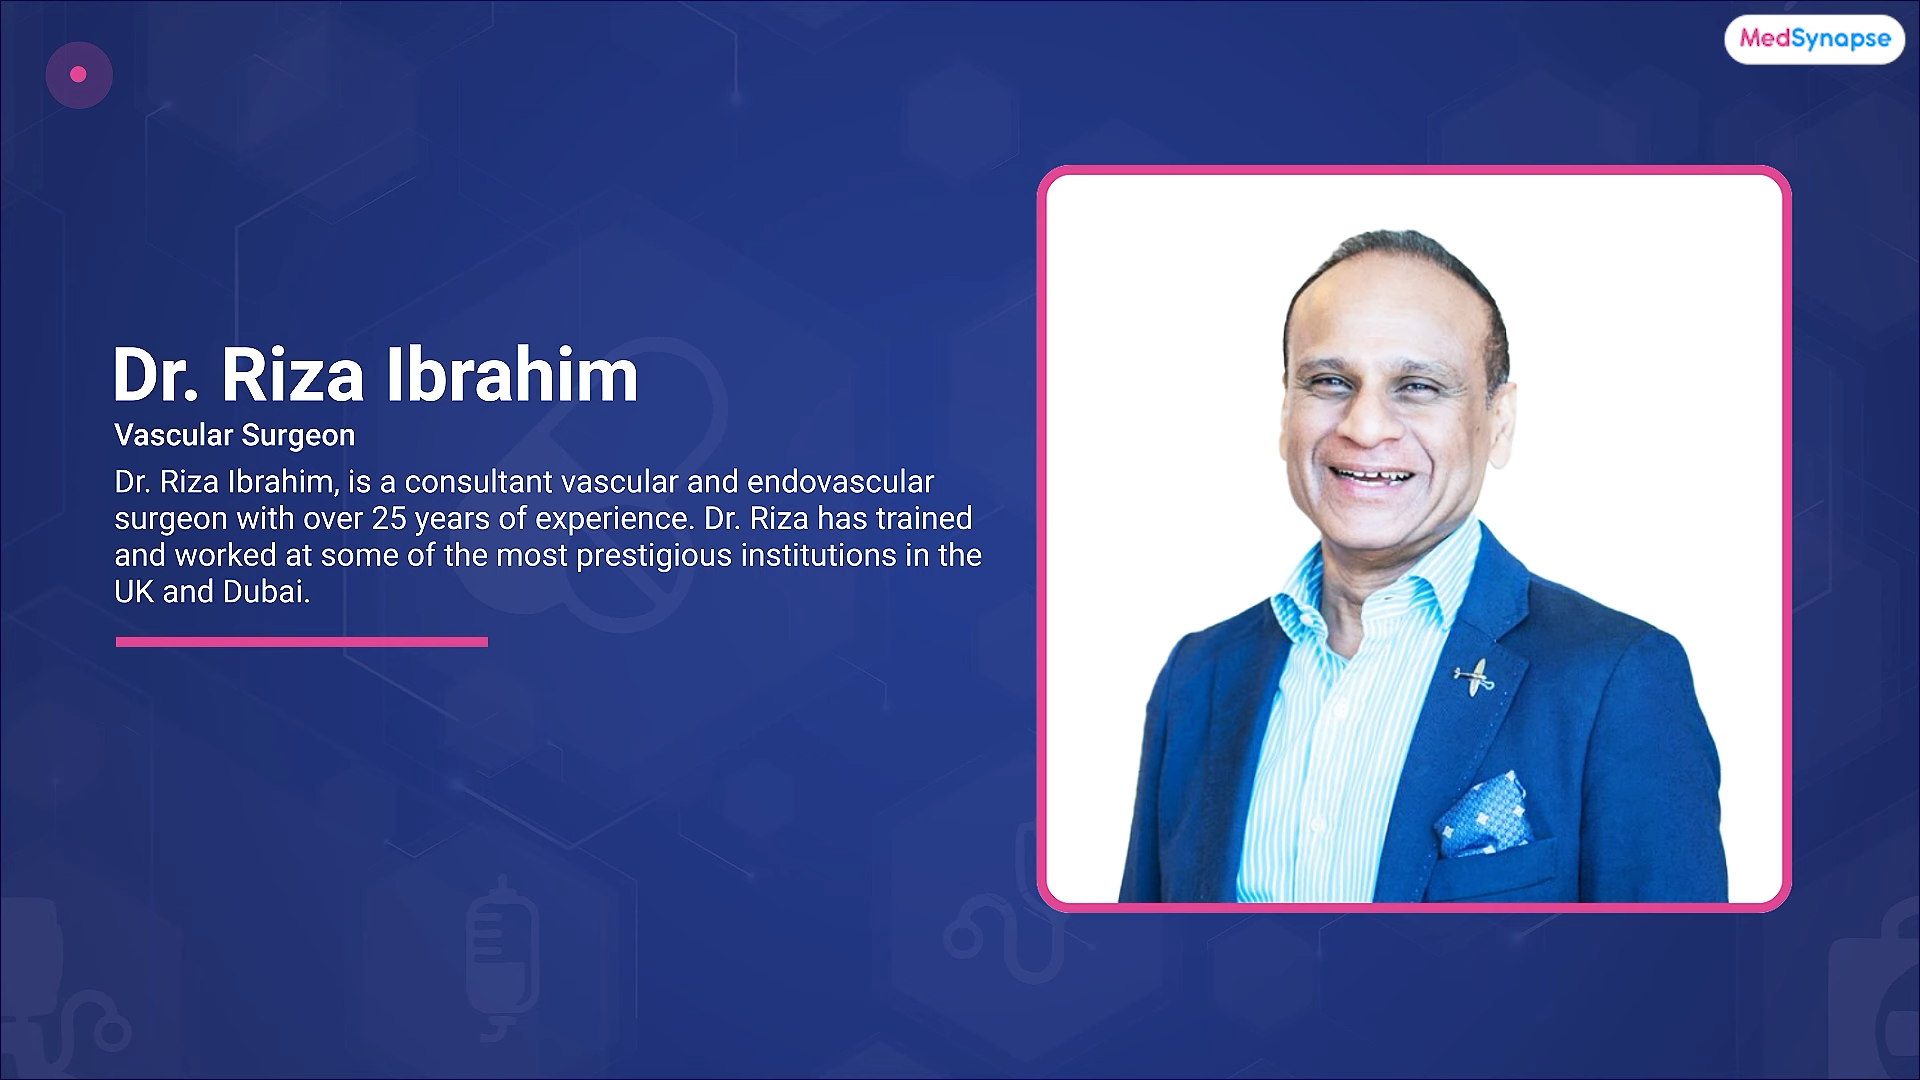 MedSynapse
Dr. Riza Ibrahim
Vascular Surgeon
Dr. Riza Ibrahim, is a consultant vascular and endovascular
surgeon with over 25 years of experience. Dr. Riza has trained
and worked at some of the most prestigious institutions in the
UK and Dubai.